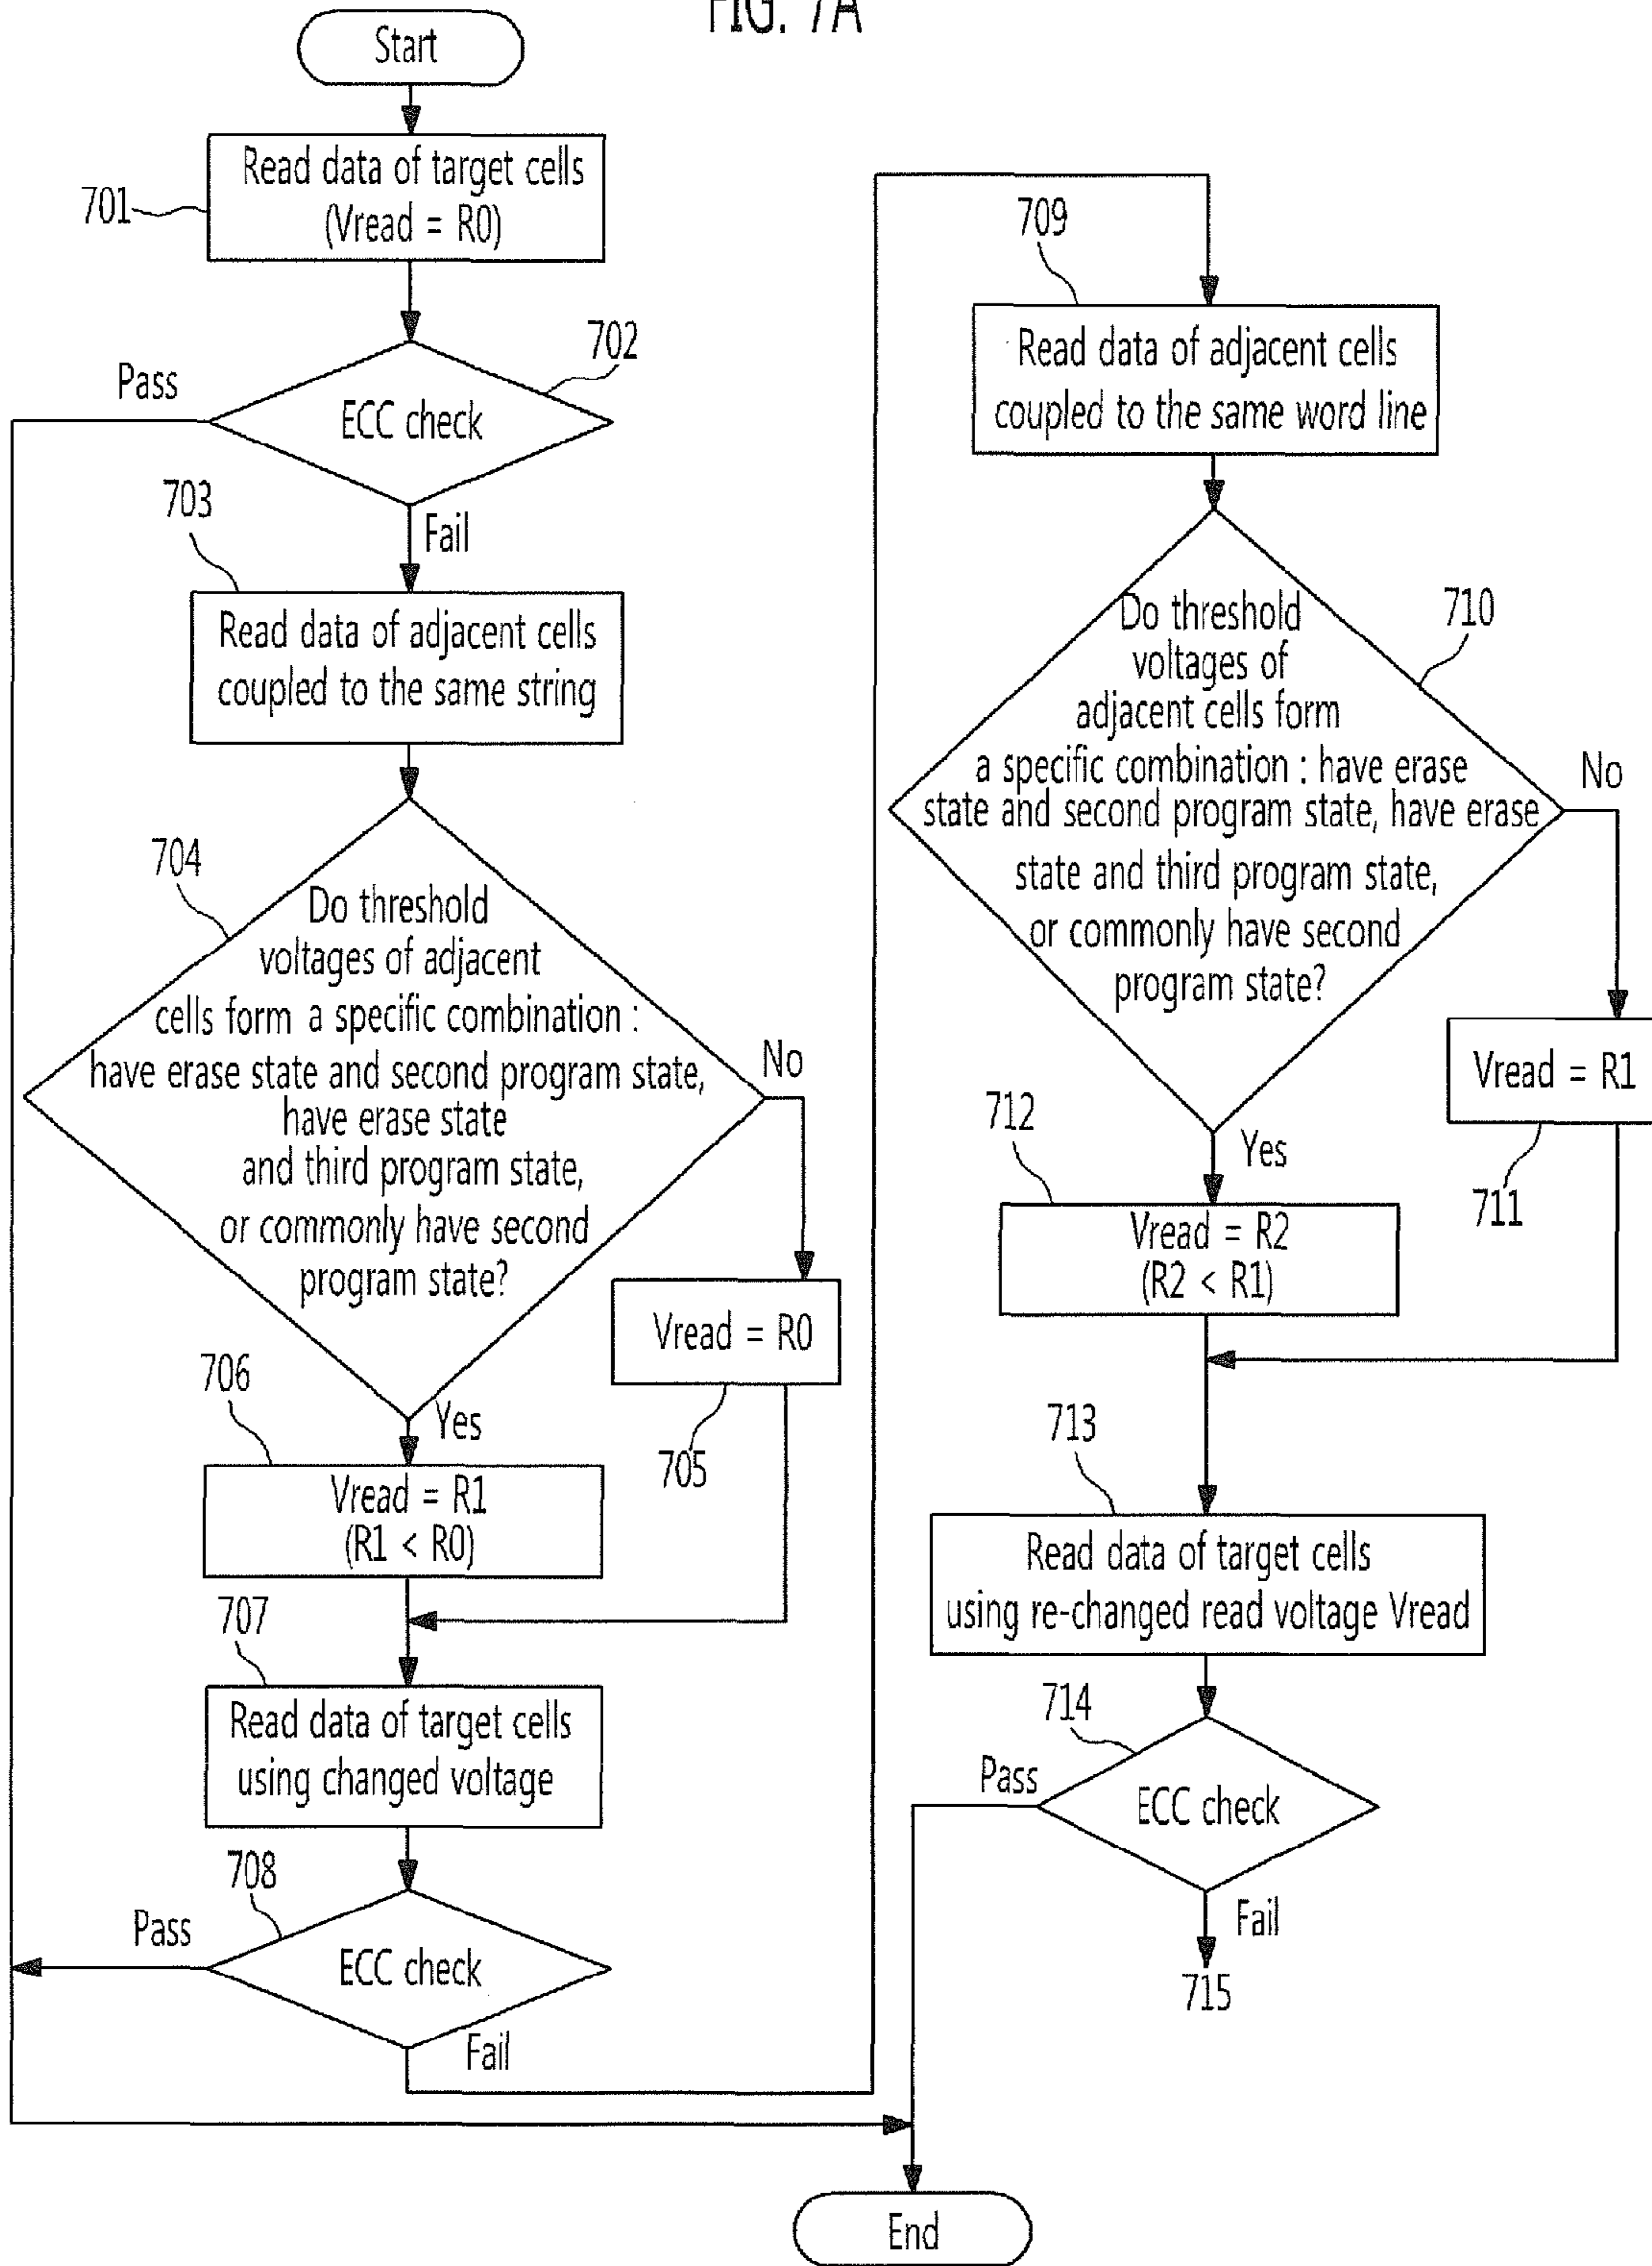 FIG. 7A
Start
701
Read data of target cells
(Vread = R0)
702
Pass
ECC check
Fail
703
Read data of adjacent cells
coupled to the same string
704
Do threshold
voltages of adjacent
cells form a specific combination :
have erase state and second program state,
have erase state
and third program state,
or commonly have second
program state?
No
Vread = R0
705
Yes
706
Vread = R1
(R1 < R0)
707
Read data of target cells
using changed voltage
708
Pass
ECC check
Fail
709
Read data of adjacent cells
coupled to the same word line
710
Do threshold
voltages of
adjacent cells form
a specific combination : have erase
state and second program state, have erase
state and third program state,
or commonly have second
program state?
No
Vread = R1
711
Yes
712
Vread = R2
(R2 < R1)
713
Read data of target cells
using re-changed read voltage Vread
714
Pass
ECC check
Fail
715
End